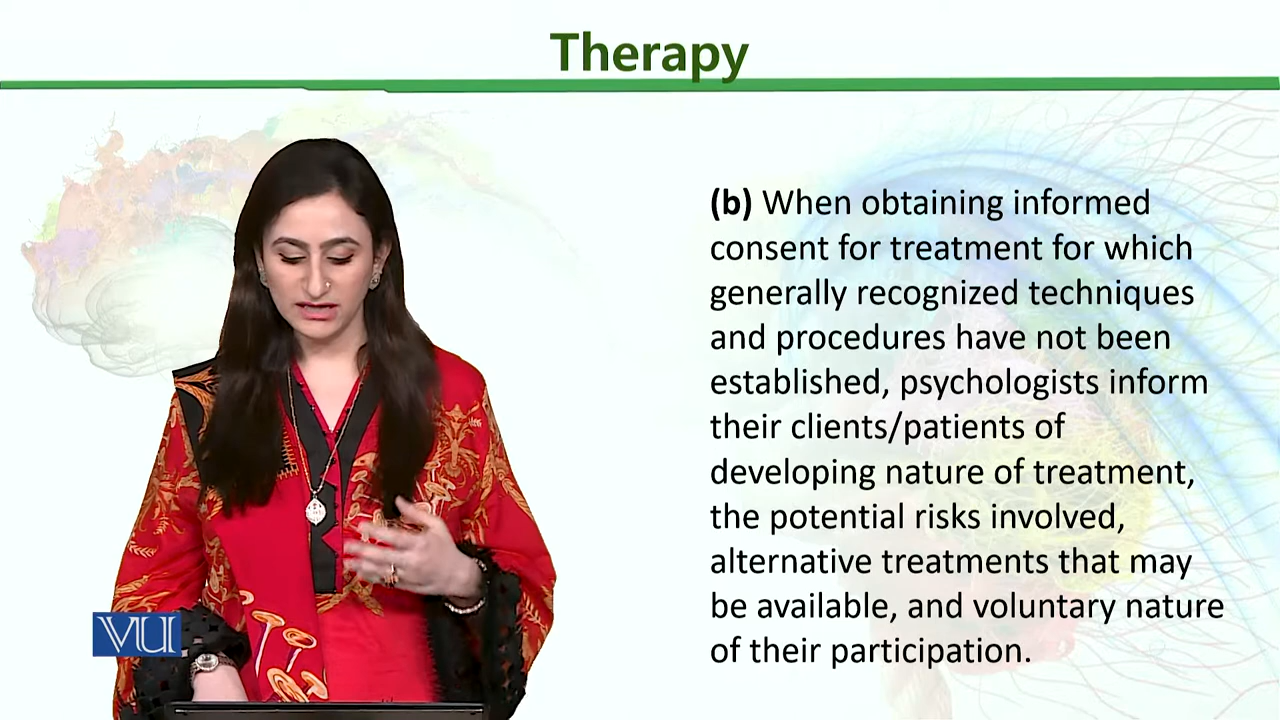 Therapy
(b) When obtaining informed
consent for treatment for which
generally recognized techniques
and procedures have not been
established, psychologists inform
their clients/patients of
developing nature of treatment,
the potential risks involved,
alternative treatments that may
be available, and voluntary nature
of their participation.
VU